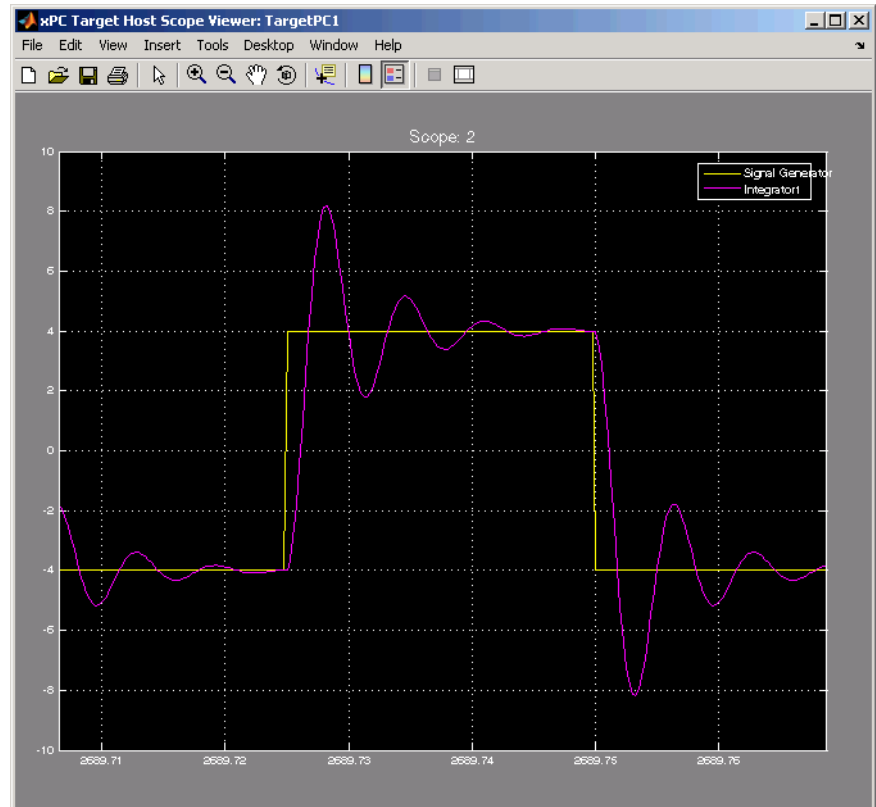 xPC Target Host Scope Viewer: TargetPC1
File Edit View Insert Tools Desktop Window Help
Scope: 2
Signal Generator
Integrator1
10
8
6
4
2
0
-2
-4
-6
-8
-10
2689.71 2689.72 2689.73 2689.74 2689.75 2689.76